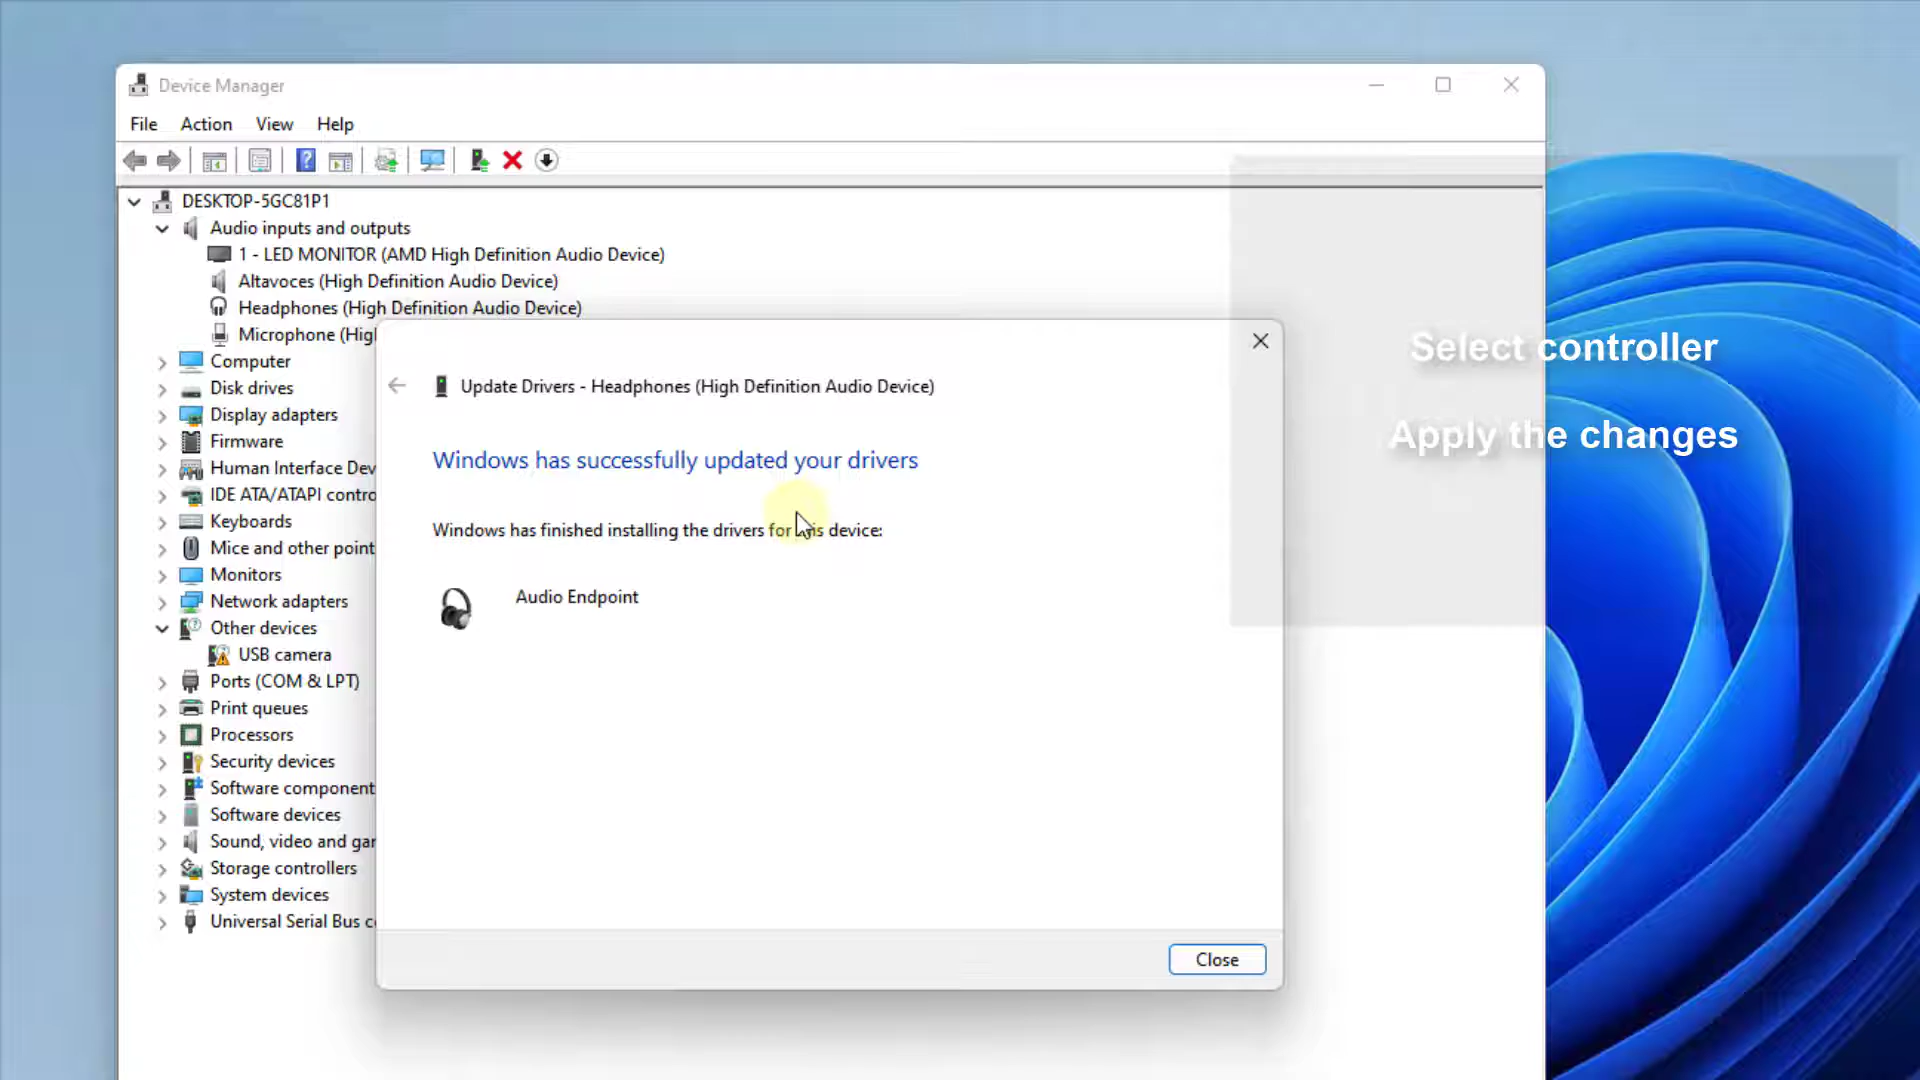 Device Manager
File Action View Help
DESKTOP-5GC81P1
Audio inputs and outputs
1 - LED MONITOR (AMD High Definition Audio Device)
Altavoces (High Definition Audio Device)
Headphones (High Definition Audio Device)
Microphone (Hig
Computer
Disk drives
Display adapters
Firmware
Human Interface Dev
IDE ATA/ATAPI contro
Keyboards
Mice and other point
Monitors
Network adapters
Other devices
USB camera
Ports (COM & LPT)
Print queues
Processors
Security devices
Software component
Software devices
Sound, video and gar
Storage controllers
System devices
Universal Serial Bus c
Update Drivers - Headphones (High Definition Audio Device)
Windows has successfully updated your drivers
Windows has finished installing the drivers for this device:
Audio Endpoint
Close
Select controller
Apply the changes